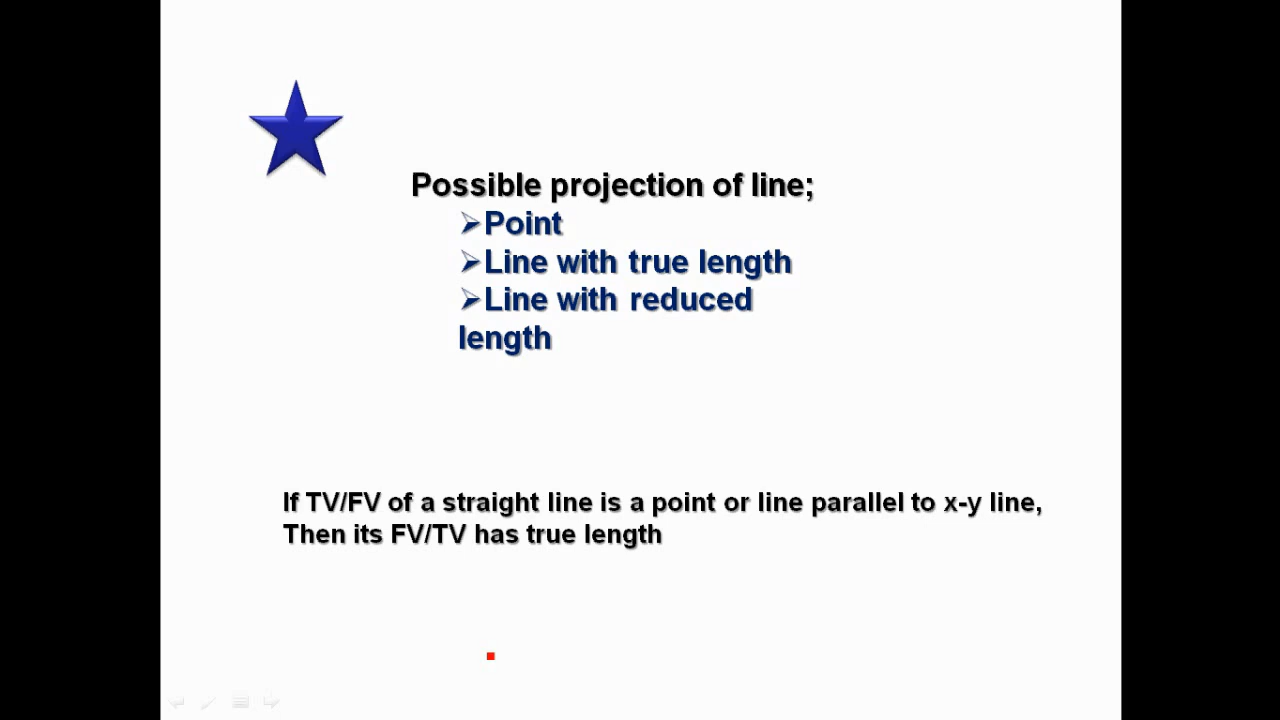 Possible projection of line;
➢Point
➢Line with true length
➢Line with reduced
length
If TV/FV of a straight line is a point or line parallel to x-y line,
Then its FV/TV has true length